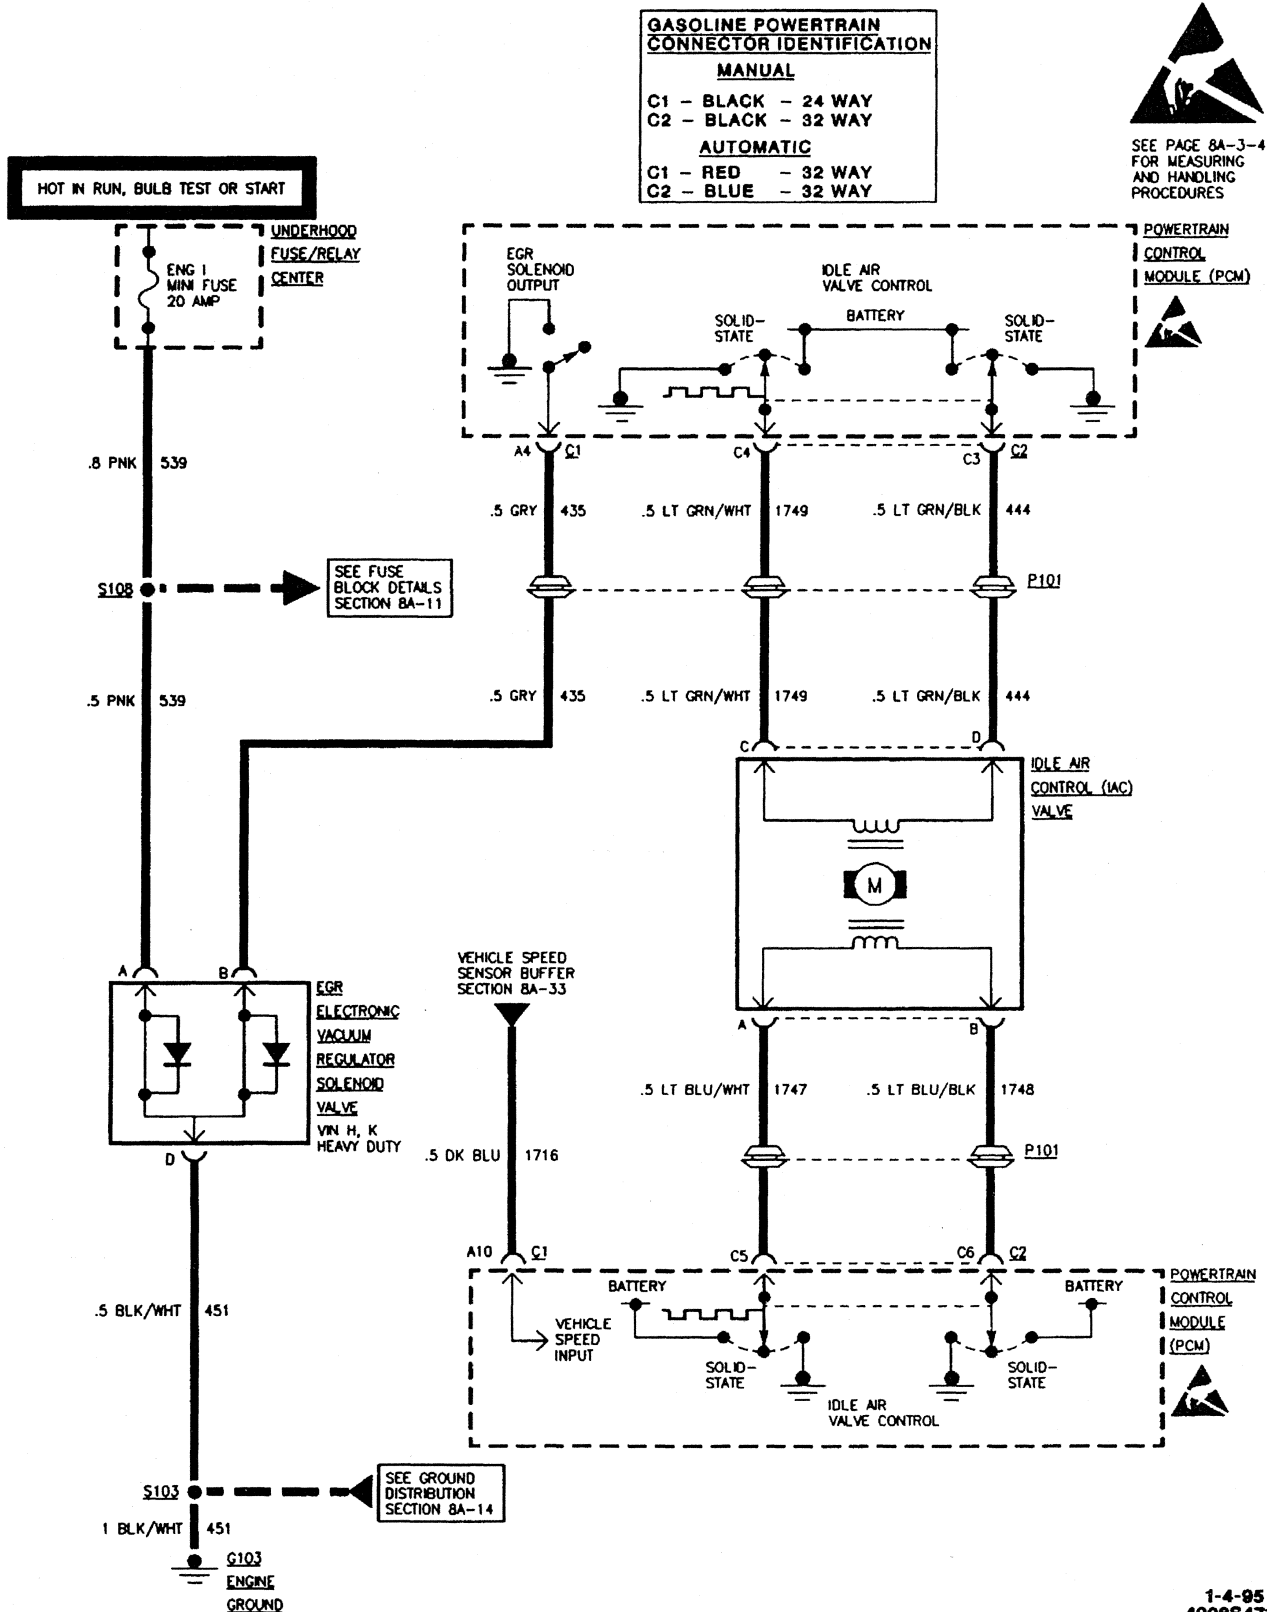 GASOLINE POWERTRAIN
CONNECTOR IDENTIFICATION
MANUAL
C1 - BLACK - 24 WAY
C2 - BLACK - 32 WAY
AUTOMATIC
C1 - RED - 32 WAY
C2 - BLUE - 32 WAY
SEE PAGE 8A-3-4
FOR MEASURING
AND HANDLING
PROCEDURES
HOT IN RUN, BULB TEST OR START
UNDERHOOD
FUSE/RELAY
CENTER
ENG I
MINI FUSE
20 AMP
POWERTRAIN
CONTROL
MODULE (PCM)
EGR
SOLENOID
OUTPUT
IDLE AIR
VALVE CONTROL
SOLID-
STATE
BATTERY
SOLID-
STATE
A4 C1
C4
C3 C2
.8 PNK 539
.5 GRY 435
.5 LT GRN/WHT 1749
.5 LT GRN/BLK 444
S108
SEE FUSE
BLOCK DETAILS
SECTION 8A-11
P101
.5 PNK 539
.5 GRY 435
.5 LT GRN/WHT 1749
.5 LT GRN/BLK 444
C
D
IDLE AIR
CONTROL (IAC)
VALVE
M
A
B
EGR
ELECTRONIC
VACUUM
REGULATOR
SOLENOID
VALVE
VIN H, K
HEAVY DUTY
VEHICLE SPEED
SENSOR BUFFER
SECTION 8A-33
A
B
.5 LT BLU/WHT 1747
.5 LT BLU/BLK 1748
D
.5 DK BLU 1716
P101
A10 C1
C5
C6 C2
POWERTRAIN
CONTROL
MODULE
(PCM)
BATTERY
BATTERY
VEHICLE
SPEED
INPUT
SOLID-
STATE
SOLID-
STATE
IDLE AIR
VALVE CONTROL
.5 BLK/WHT 451
S103
SEE GROUND
DISTRIBUTION
SECTION 8A-14
1 BLK/WHT 451
G103
ENGINE
GROUND
1-4-95